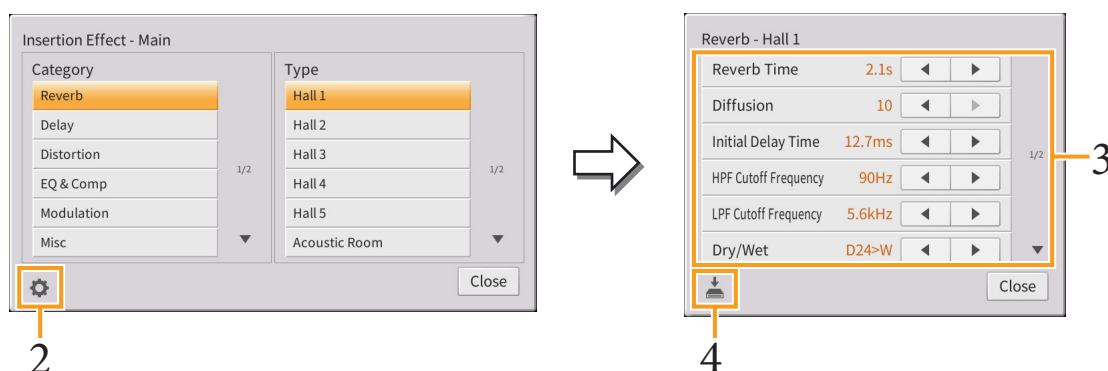 Insertion Effect - Main
Category
Reverb
Delay
Distortion
EQ & Comp
Modulation
Misc
1/2
Type
Hall 1
Hall 2
Hall 3
Hall 4
Hall 5
Acoustic Room
1/2
Close
2
Reverb - Hall 1
Reverb Time 2.1s
Diffusion 10
Initial Delay Time 12.7ms
HPF Cutoff Frequency 90Hz
LPF Cutoff Frequency 5.6kHz
Dry/Wet D24>W
1/2
3
Close
4